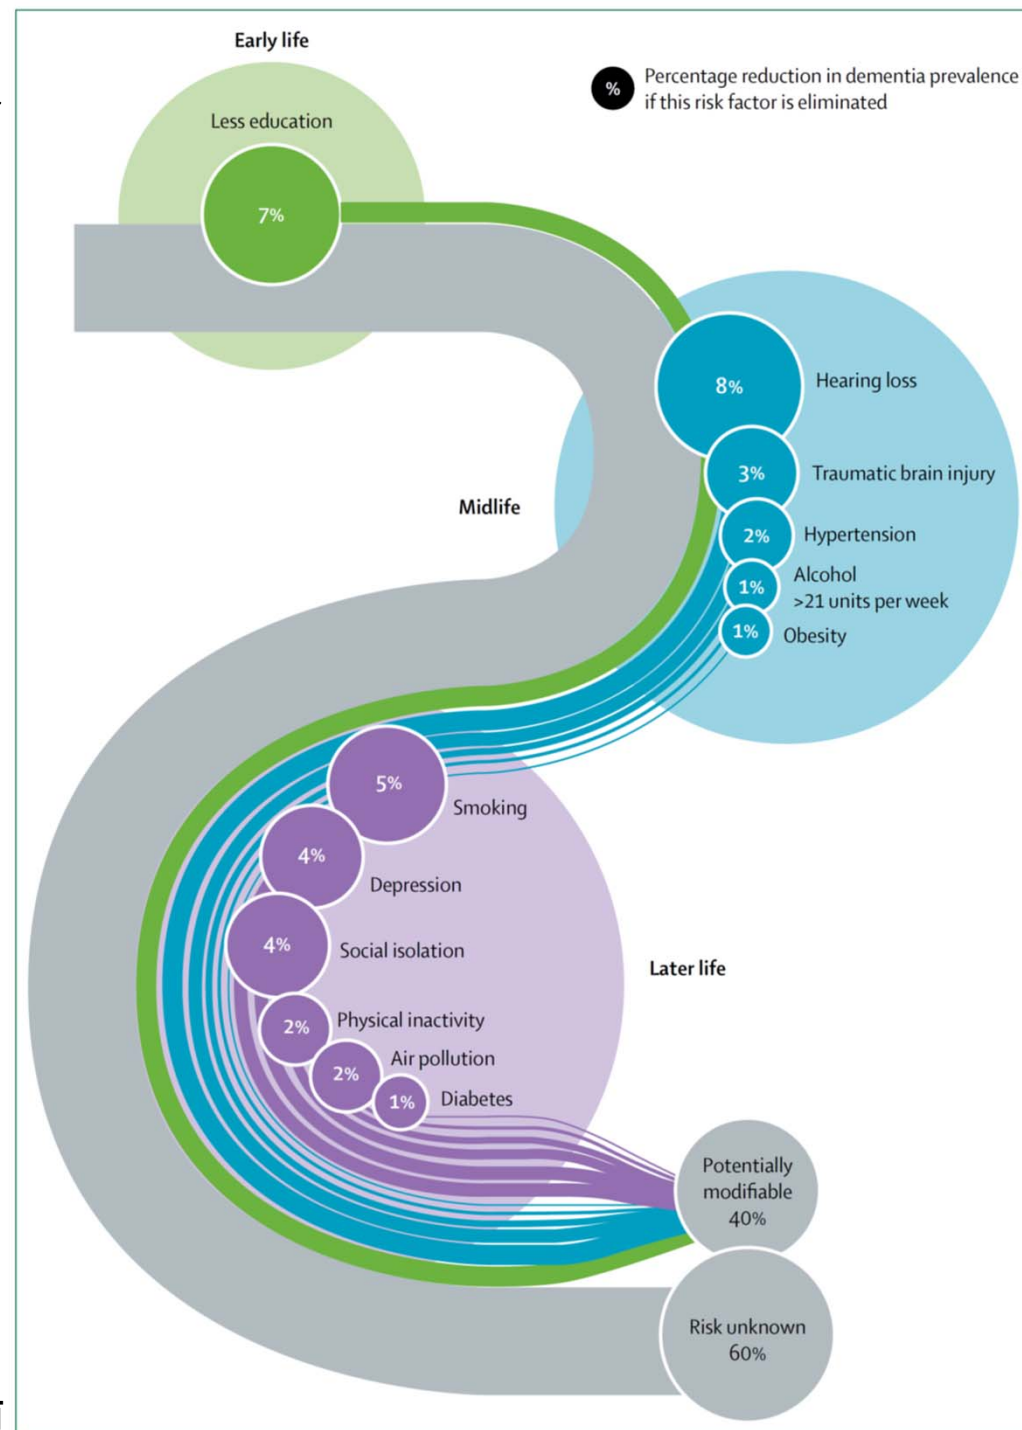 Early life
%
Percentage reduction in dementia prevalence
if this risk factor is eliminated
Less education
7%
8%
Hearing loss
3%
Traumatic brain injury
Midlife
2%
Hypertension
1%
Alcohol
>21 units per week
1%
Obesity
5%
Smoking
4%
Depression
4%
Social isolation
Later life
2%
Physical inactivity
2%
Air pollution
1%
Diabetes
Potentially
modifiable
40%
Risk unknown
60%